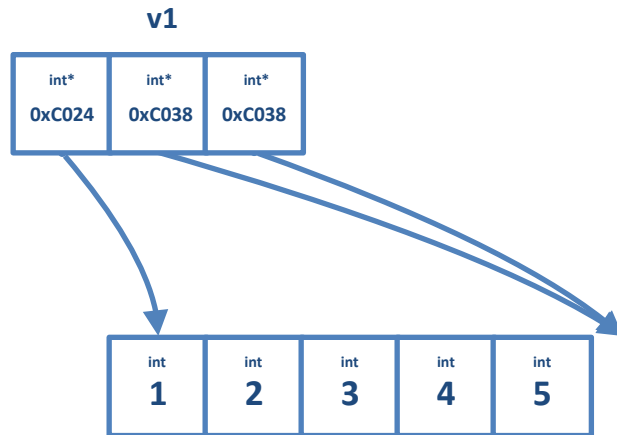 v1
int* int* int*
0xC024 0xC038 0xC038
int int int int int
1 2 3 4 5